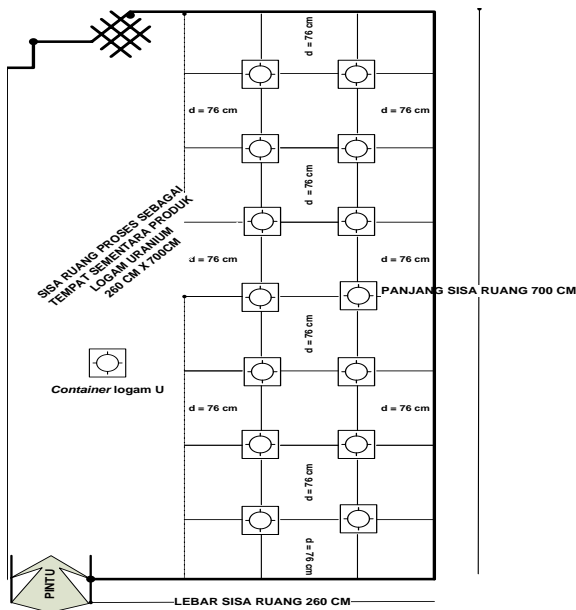 d = 76 cm
d = 76 cm
d = 76 cm
d = 76 cm
SISA RUANG PROSES SEBAGAI
TEMPAT SEMENTARA PRODUK
LOGAM URANIUM
260 CM X 700CM
d = 76 cm
d = 76 cm
PANJANG SISA RUANG 700 CM
d = 76 cm
Container logam U
d = 76 cm
d = 76 cm
d = 76 cm
d = 76 cm
PINTU
LEBAR SISA RUANG 260 CM